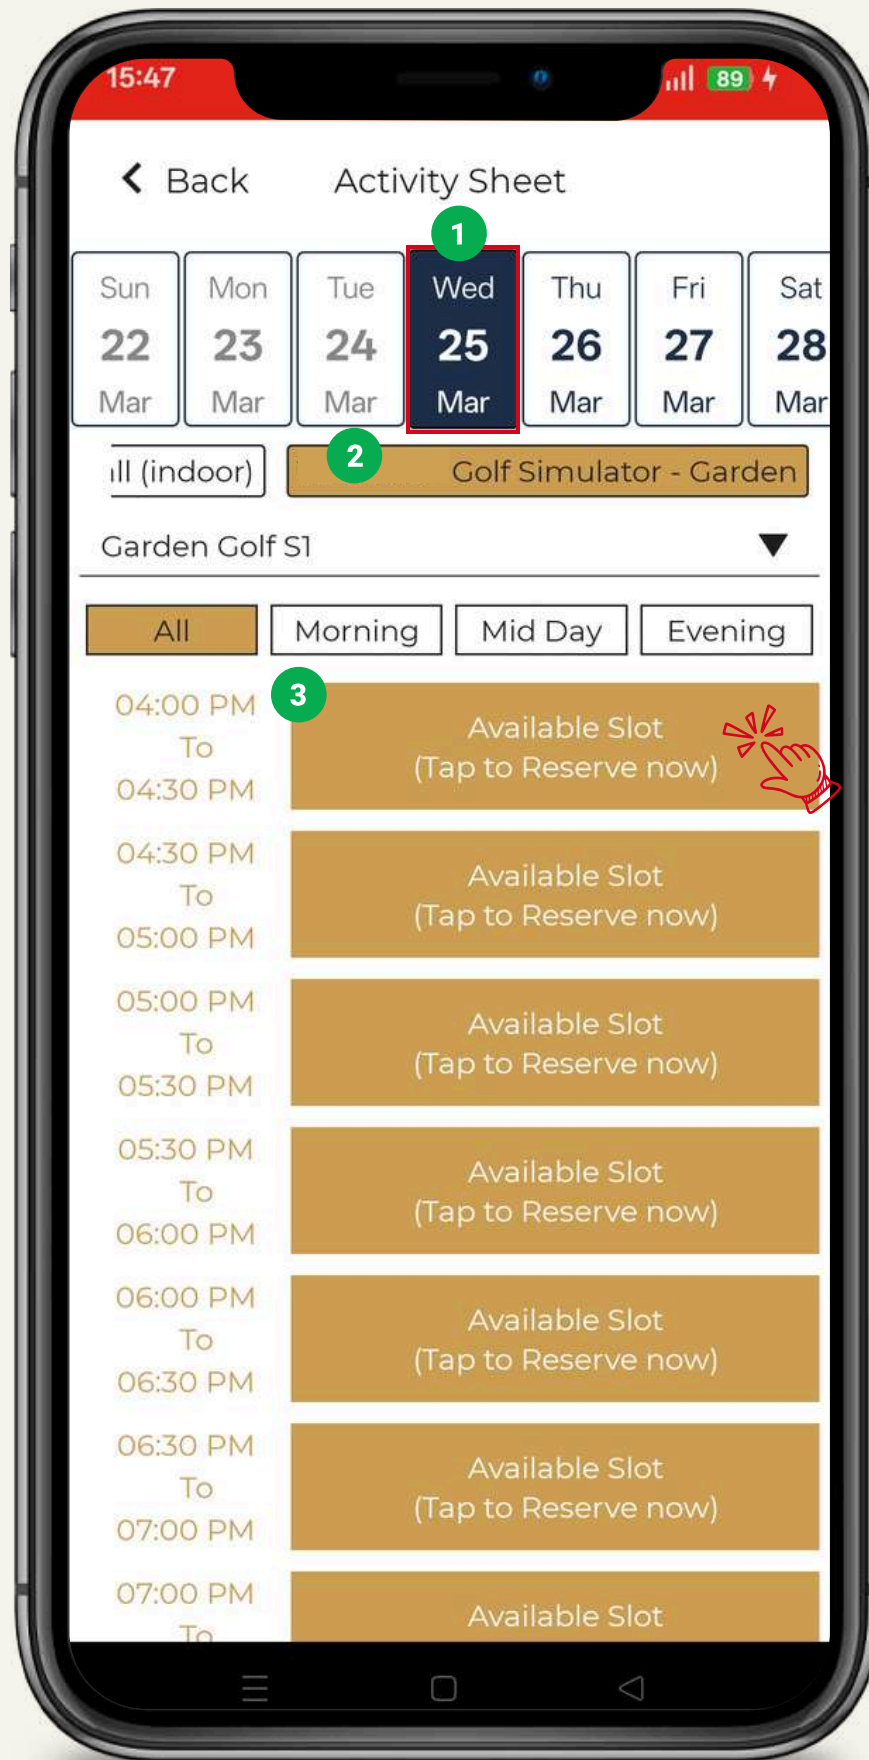 15:47 89
Back Activity Sheet
1
Sun Mon Tue Wed Thu Fri Sat
22 23 24 25 26 27 28
Mar Mar Mar Mar Mar Mar Mar
2
(indoor) Golf Simulator - Garden
Garden Golf S1
All Morning Mid Day Evening
3
04:00 PM
To
04:30 PM
Available Slot
(Tap to Reserve now)
04:30 PM
To
05:00 PM
Available Slot
(Tap to Reserve now)
05:00 PM
To
05:30 PM
Available Slot
(Tap to Reserve now)
05:30 PM
To
06:00 PM
Available Slot
(Tap to Reserve now)
06:00 PM
To
06:30 PM
Available Slot
(Tap to Reserve now)
06:30 PM
To
07:00 PM
Available Slot
(Tap to Reserve now)
07:00 PM
To
Available Slot